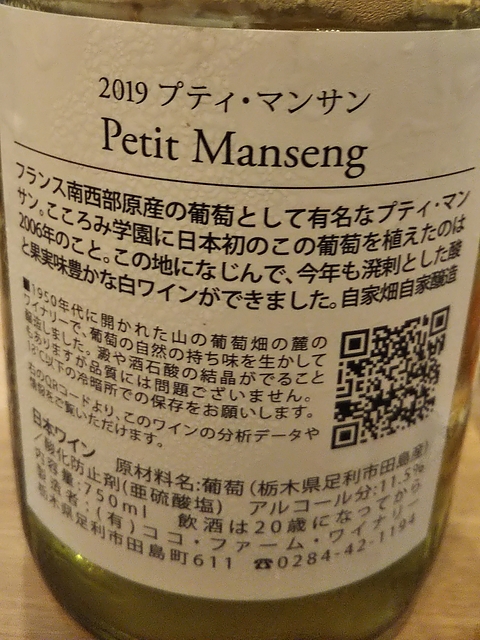 2019 プティ・マンサン
Petit Manseng
フランス南西部原産の葡萄として有名なプティ・マン
サン。こころみ学園に日本初のこの葡萄を植えたのは
2006年のこと。この地になじんで、今年も溌剌とした酸
と果実味豊かな白ワインができました。自家畑自家醸造
■1950年代に開かれた山の葡萄畑の麓の
ワイナリーで、葡萄の自然の持ち味を生かして
醸造しました。澱や酒石酸の結晶がでること
もありますが品質には問題ございません。
18℃以下の冷暗所での保存をお願いします。
右のQRコードより、このワインの分析データや
情報をご覧いただけます。
日本ワイン 原材料名:葡萄(栃木県足利市田島産)
/酸化防止剤(亜硫酸塩) アルコール分:11.5%
内容量:750ml 飲酒は20歳になってから
製造者:(有)ココ・ファーム・ワイナリー
栃木県足利市田島町611 ☎0284-42-1194